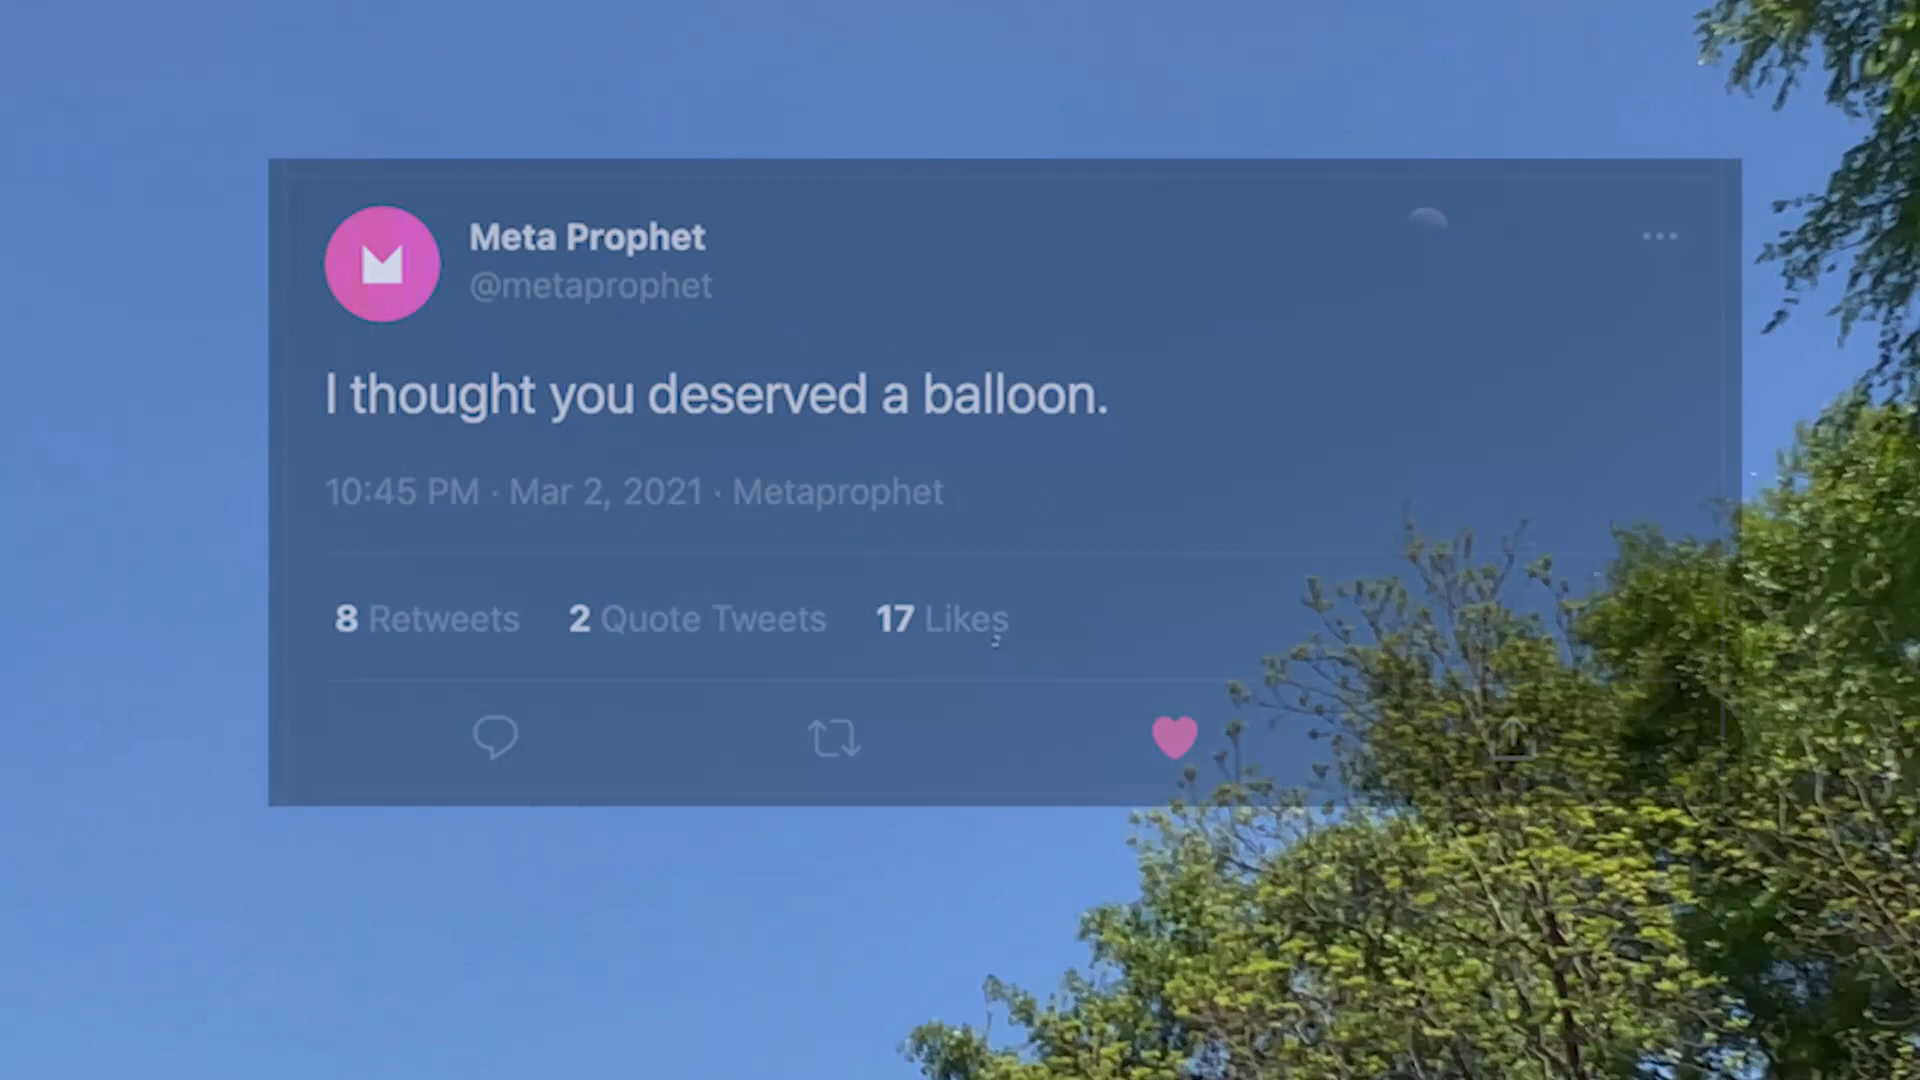 Meta Prophet
@metaprophet
I thought you deserved a balloon.
10:45 PM · Mar 2, 2021 · Metaprophet
8 Retweets 2 Quote Tweets 17 Likes